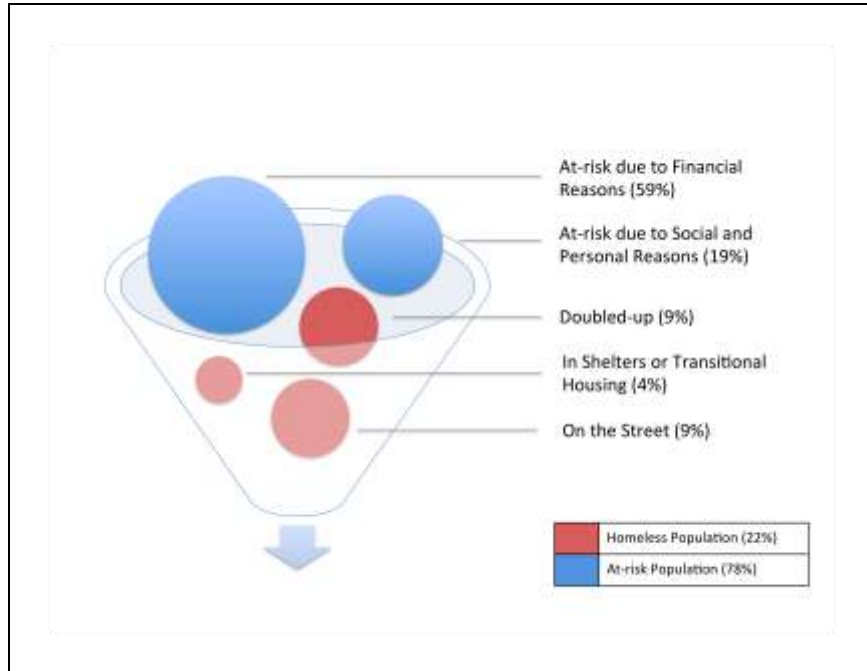 At-risk due to Financial
Reasons (59%)
At-risk due to Social and
Personal Reasons (19%)
Doubled-up (9%)
In Shelters or Transitional
Housing (4%)
On the Street (9%)
Homeless Population (22%)
At-risk Population (78%)